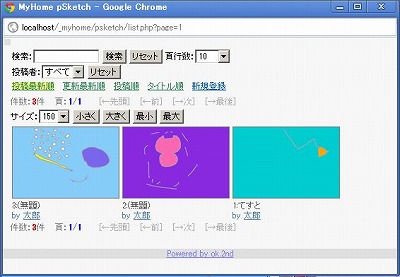 MyHome pSketch - Google Chrome
localhost/_myhome/psketch/list.php?page=1
検索: 検索 リセット 頁行数: 10
投稿者: すべて リセット
投稿最新順 更新最新順 投稿順 タイトル順 新規登録
件数:3件 頁:1/1 [←先頭] [←前] [→次] [→最後]
サイズ: 150 小さく 大きく 最小 最大
3:(無題) 2:(無題) 1:てすと
by 太郎 by 太郎 by 太郎
件数:3件 頁:1/1 [←先頭] [←前] [→次] [→最後]
Powered by ok.2nd